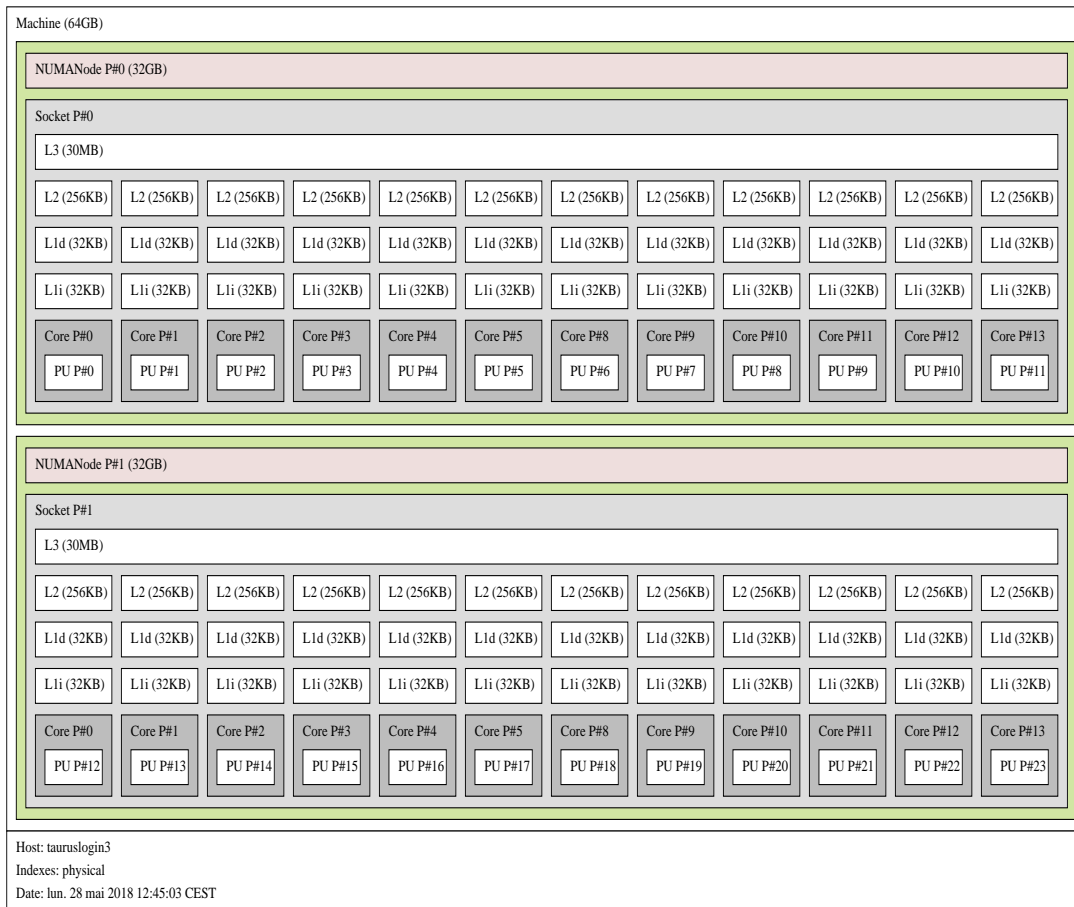 Machine (64GB)
NUMANode P#0 (32GB)
Socket P#0
L3 (30MB)
L2 (256KB) L2 (256KB) L2 (256KB) L2 (256KB) L2 (256KB) L2 (256KB) L2 (256KB) L2 (256KB) L2 (256KB) L2 (256KB) L2 (256KB) L2 (256KB)
L1d (32KB) L1d (32KB) L1d (32KB) L1d (32KB) L1d (32KB) L1d (32KB) L1d (32KB) L1d (32KB) L1d (32KB) L1d (32KB) L1d (32KB) L1d (32KB)
L1i (32KB) L1i (32KB) L1i (32KB) L1i (32KB) L1i (32KB) L1i (32KB) L1i (32KB) L1i (32KB) L1i (32KB) L1i (32KB) L1i (32KB) L1i (32KB)
Core P#0 Core P#1 Core P#2 Core P#3 Core P#4 Core P#5 Core P#8 Core P#9 Core P#10 Core P#11 Core P#12 Core P#13
PU P#0 PU P#1 PU P#2 PU P#3 PU P#4 PU P#5 PU P#6 PU P#7 PU P#8 PU P#9 PU P#10 PU P#11
NUMANode P#1 (32GB)
Socket P#1
L3 (30MB)
L2 (256KB) L2 (256KB) L2 (256KB) L2 (256KB) L2 (256KB) L2 (256KB) L2 (256KB) L2 (256KB) L2 (256KB) L2 (256KB) L2 (256KB) L2 (256KB)
L1d (32KB) L1d (32KB) L1d (32KB) L1d (32KB) L1d (32KB) L1d (32KB) L1d (32KB) L1d (32KB) L1d (32KB) L1d (32KB) L1d (32KB) L1d (32KB)
L1i (32KB) L1i (32KB) L1i (32KB) L1i (32KB) L1i (32KB) L1i (32KB) L1i (32KB) L1i (32KB) L1i (32KB) L1i (32KB) L1i (32KB) L1i (32KB)
Core P#0 Core P#1 Core P#2 Core P#3 Core P#4 Core P#5 Core P#8 Core P#9 Core P#10 Core P#11 Core P#12 Core P#13
PU P#12 PU P#13 PU P#14 PU P#15 PU P#16 PU P#17 PU P#18 PU P#19 PU P#20 PU P#21 PU P#22 PU P#23
Host: tauruslogin3
Indexes: physical
Date: lun. 28 mai 2018 12:45:03 CEST